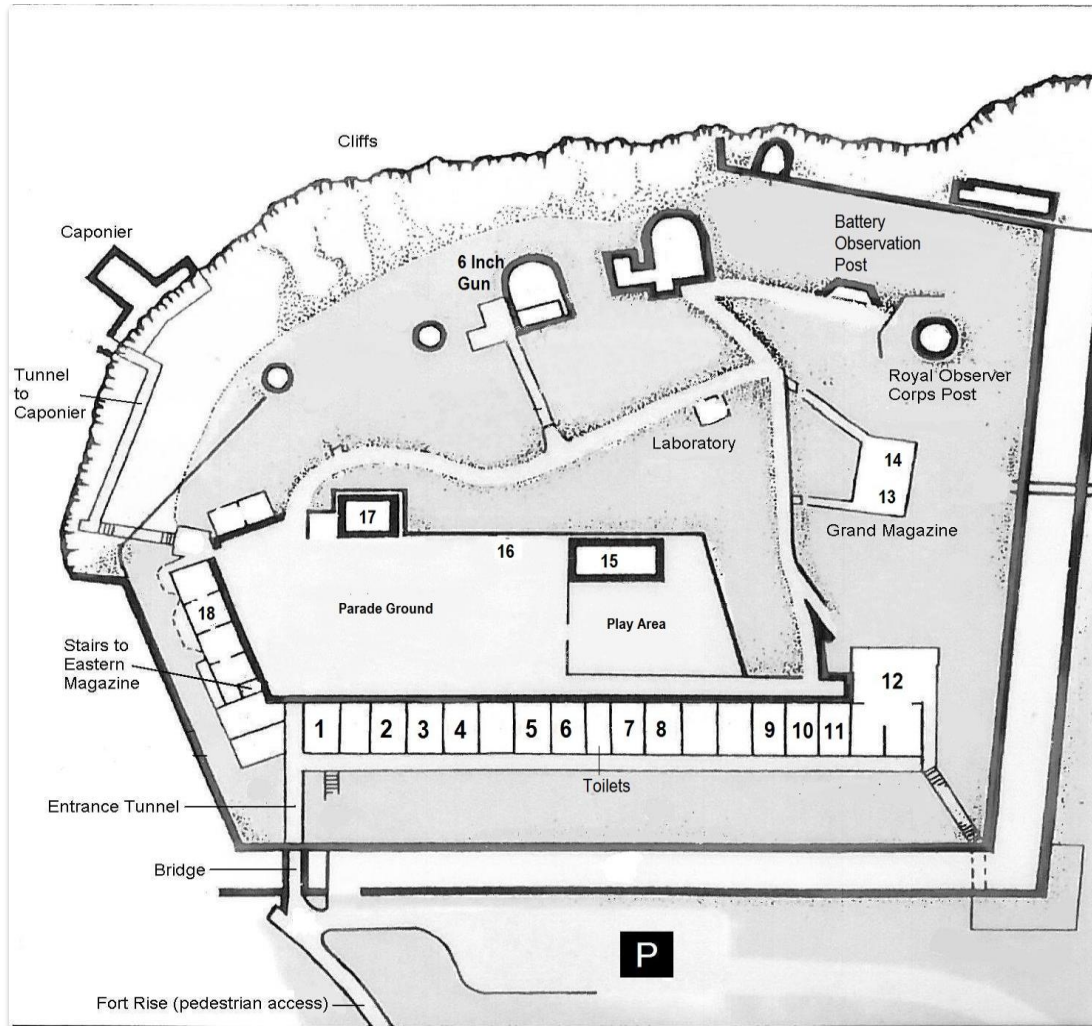 Cliffs
Caponier
6 Inch
Gun
Battery
Observation
Post
Tunnel
to
Caponier
Royal Observer
Corps Post
Laboratory
14
13
Grand Magazine
17
16
15
Parade Ground
Play Area
18
Stairs to
Eastern
Magazine
12
1 2 3 4 5 6 7 8 9 10 11
Toilets
Entrance Tunnel
Bridge
P
Fort Rise (pedestrian access)